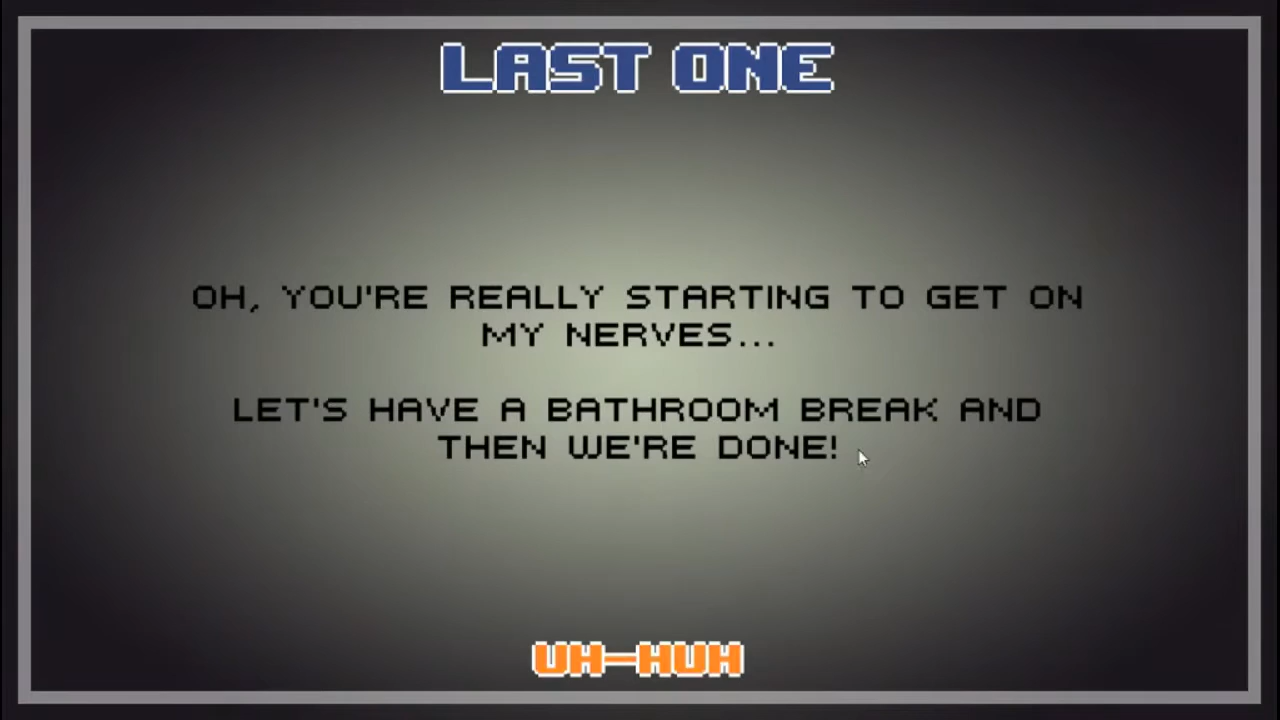 LAST ONE
OH, YOU'RE REALLY STARTING TO GET ON
MY NERVES...
LET'S HAVE A BATHROOM BREAK AND
THEN WE'RE DONE!
UH-HUH